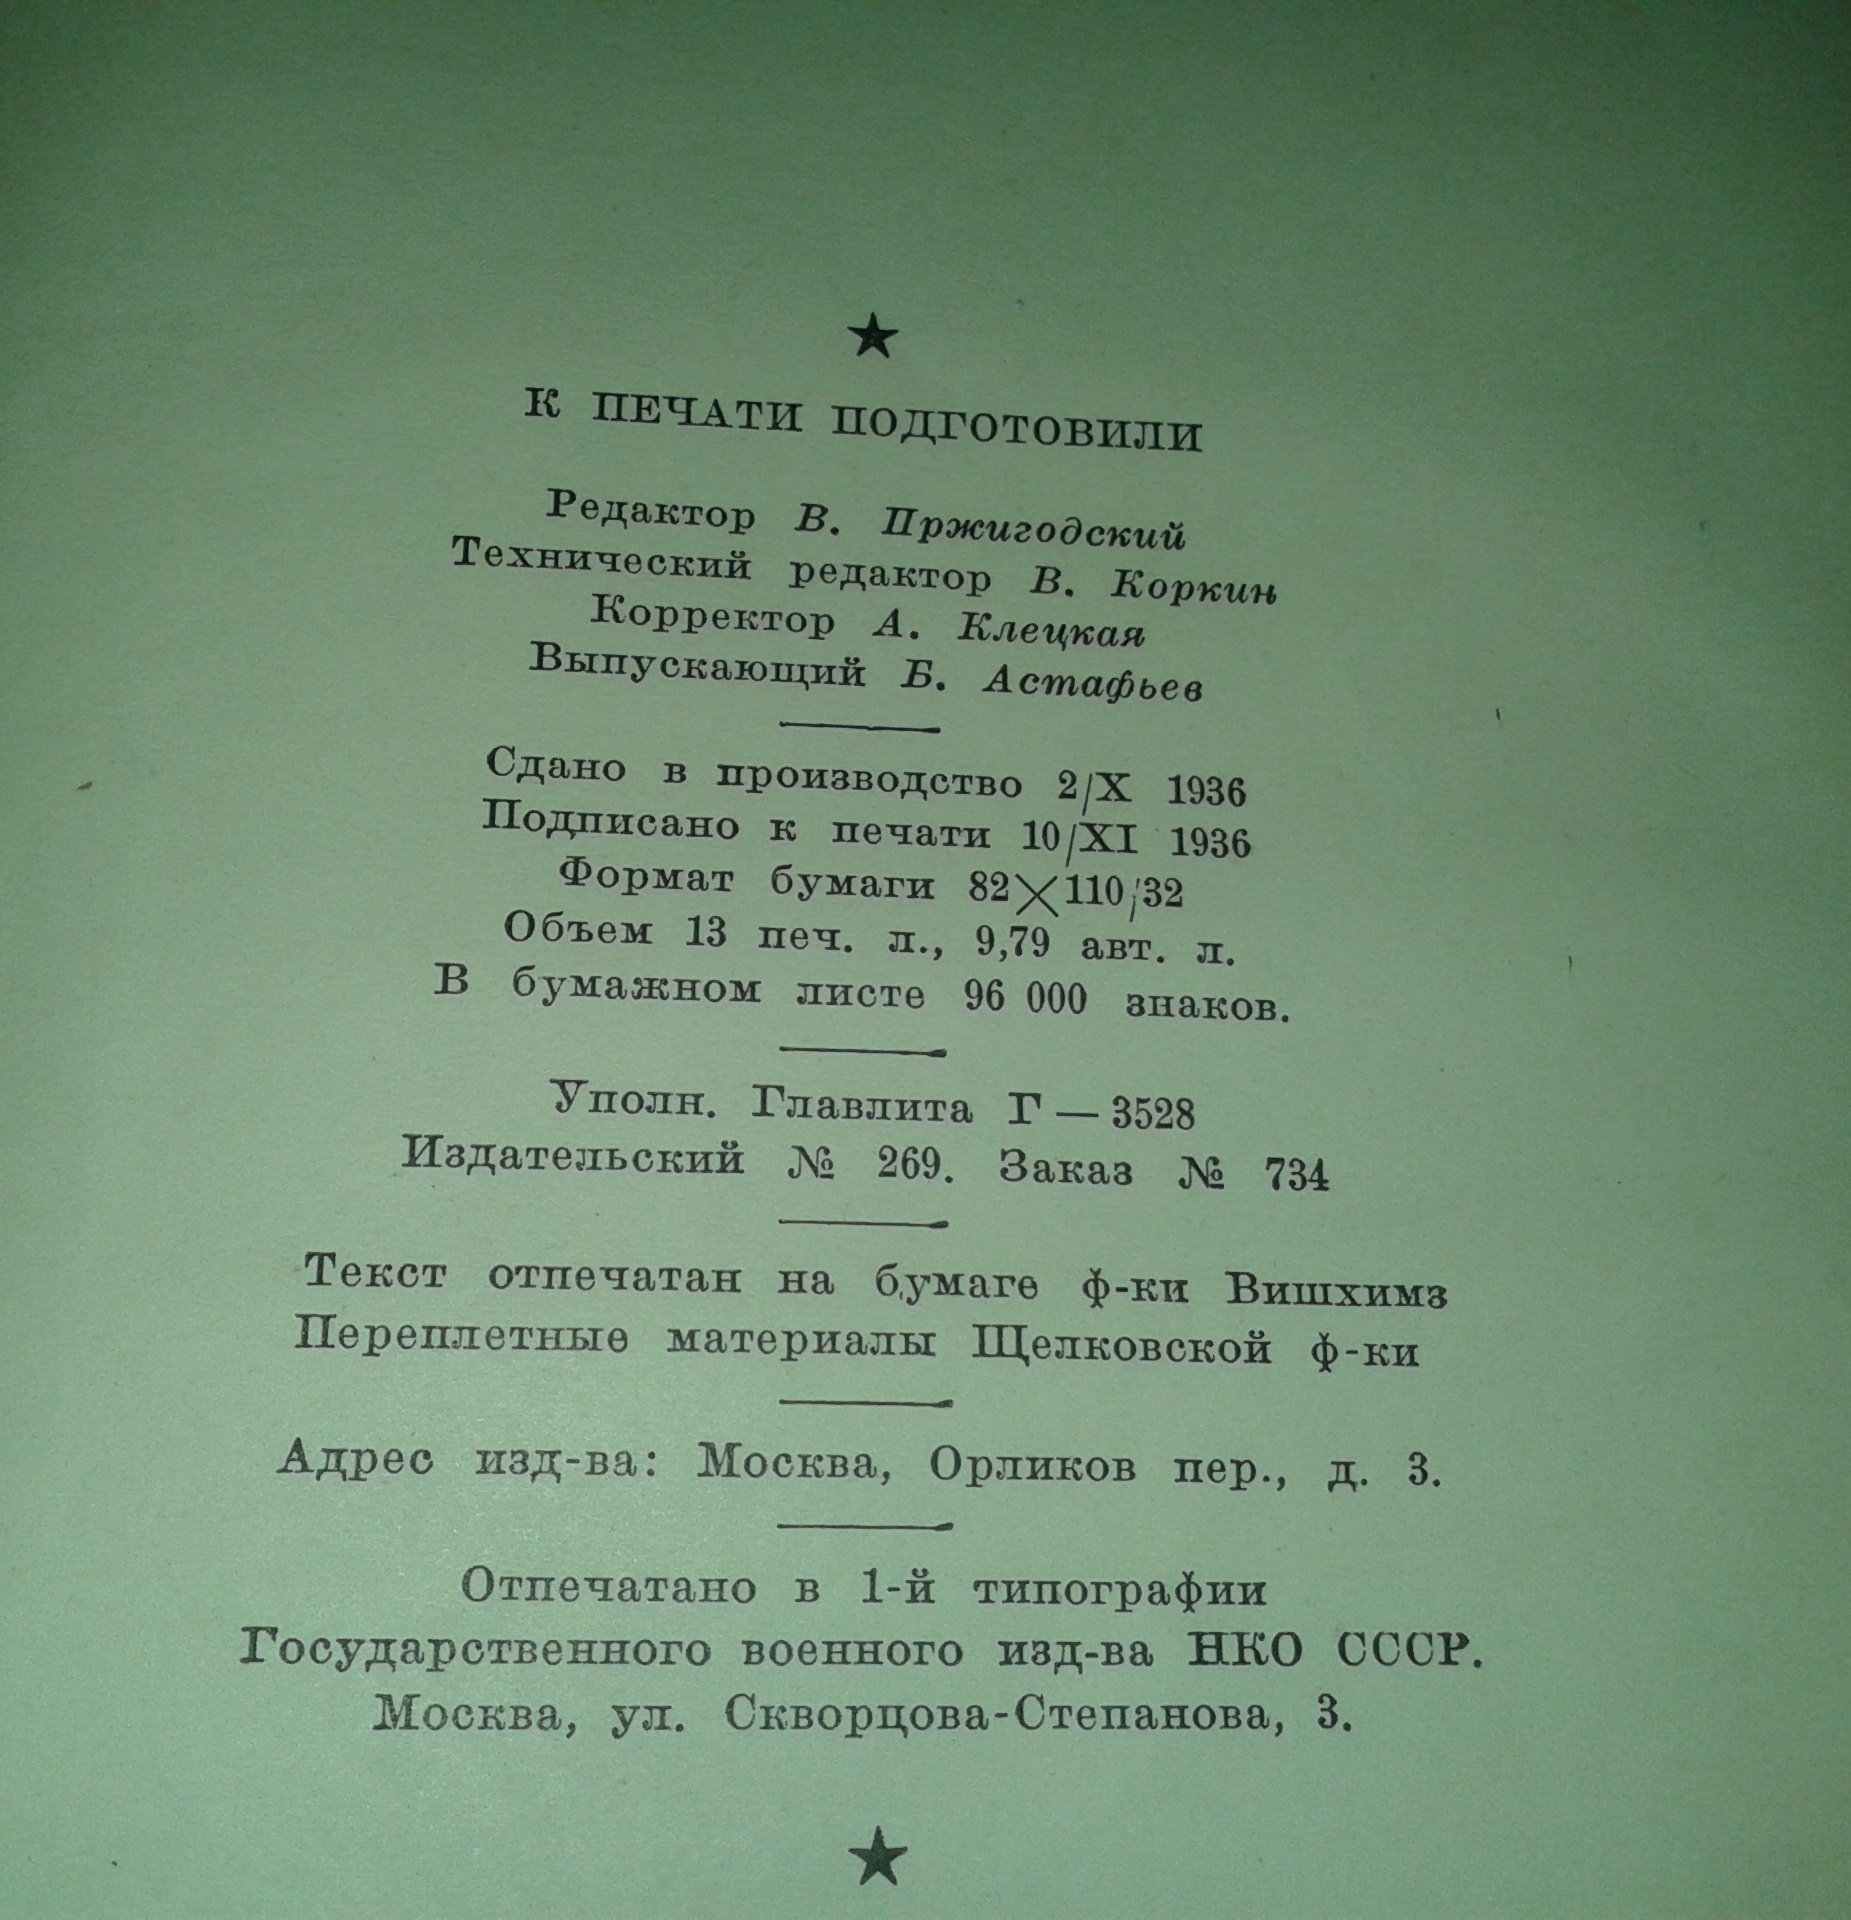 К ПЕЧАТИ ПОДГОТОВИЛИ
Редактор В. Пржигодский
Технический редактор В. Коркин
Корректор А. Клецкая
Выпускающий Б. Астафьев
Сдано в производство 2/X 1936
Подписано к печати 10/XI 1936
Формат бумаги 82×110/32
Объем 13 печ. л., 9,79 авт. л.
В бумажном листе 96 000 знаков.
Уполн. Главлита Г — 3528
Издательский № 269. Заказ № 734
Текст отпечатан на бумаге ф-ки Вишхимз
Переплетные материалы Щелковской ф-ки
Адрес изд-ва: Москва, Орликов пер., д. 3.
Отпечатано в 1-й типографии
Государственного военного изд-ва НКО СССР.
Москва, ул. Скворцова-Степанова, 3.